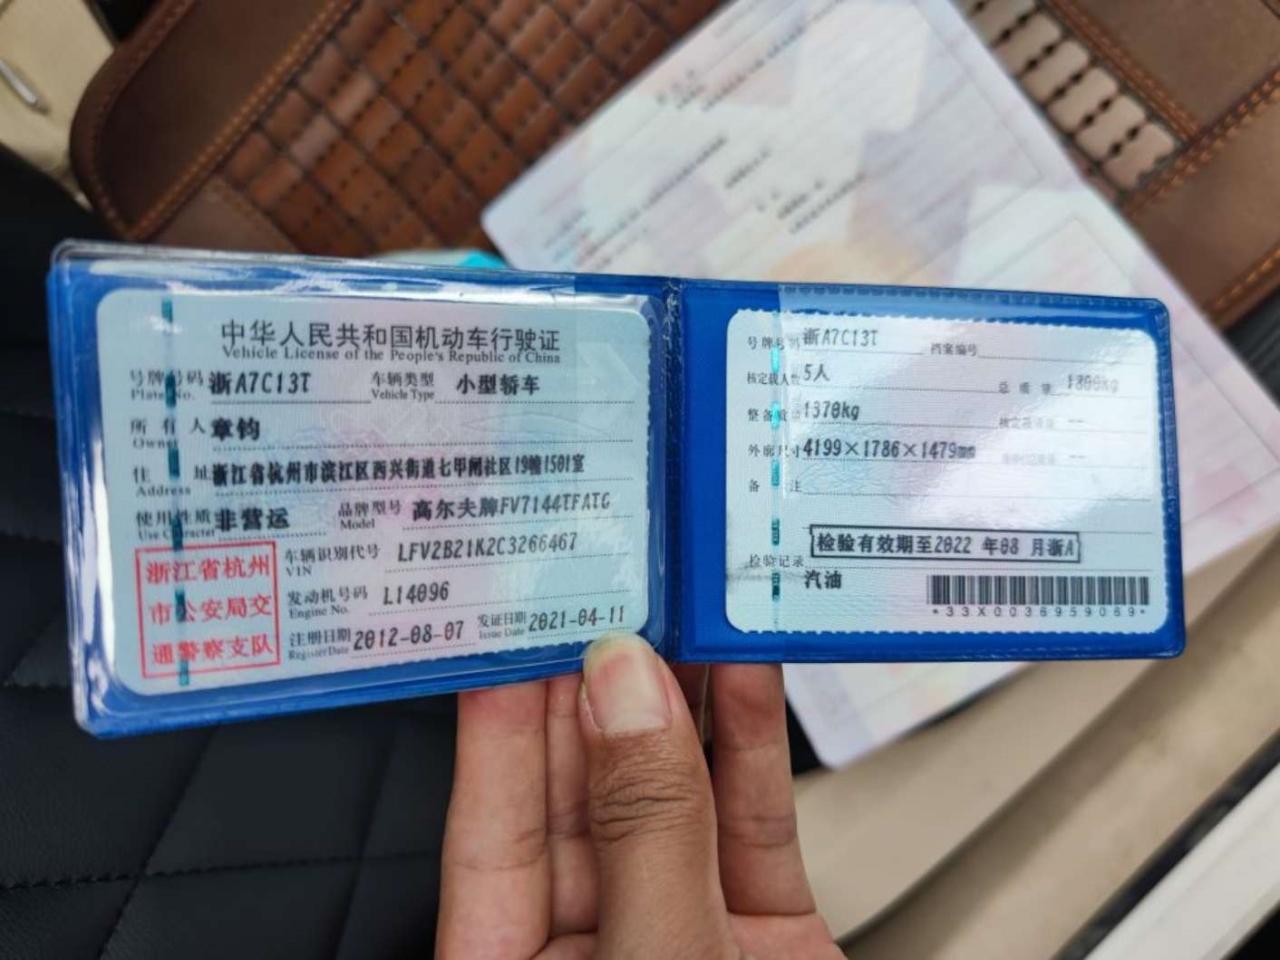 中华人民共和国机动车行驶证
Vehicle License of the People's Republic of China
号牌号码 浙A7C13T 车辆类型 小型轿车
Plate No. Vehicle Type
所有人 章钧
Owner
住址 浙江省杭州市滨江区西兴街道七甲闸社区19幢1501室
Address
使用性质 非营运 品牌型号 高尔夫牌FV7144TFATG
Use Character Model
浙江省杭州
市公安局交
通警察支队
车辆识别代号 LFV2B21K2C3266467
VIN
发动机号码 L14096
Engine No.
注册日期 2012-08-07 发证日期 2021-04-11
Register Date Issue Date
号牌号码 浙A7C13T 档案编号
核定载人数 5人 总质量 1800kg
整备质量 1370kg
外廓尺寸 4199×1786×1479mm
备注
检验有效期至2022年08月浙A
检验记录
汽油
*33X0036959069*